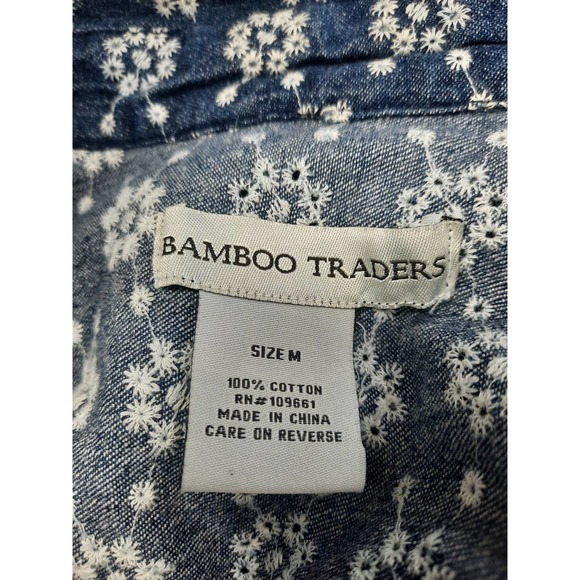 BAMBOO TRADERS
SIZE M
100% COTTON
RN#109661
MADE IN CHINA
CARE ON REVERSE